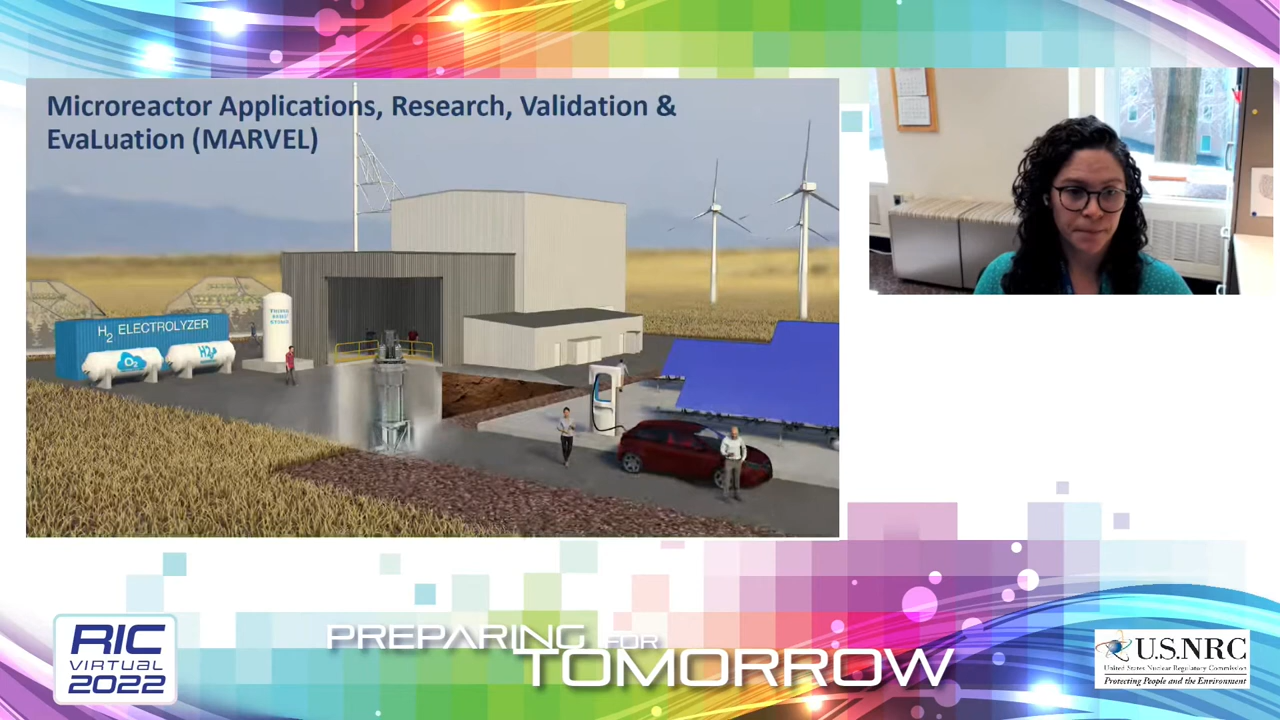 Microreactor Applications, Research, Validation &
EvaLuation (MARVEL)
H2 ELECTROLYZER
O2
H2
RIC
VIRTUAL
2022
PREPARING FOR
TOMORROW
U.S.NRC
United States Nuclear Regulatory Commission
Protecting People and the Environment